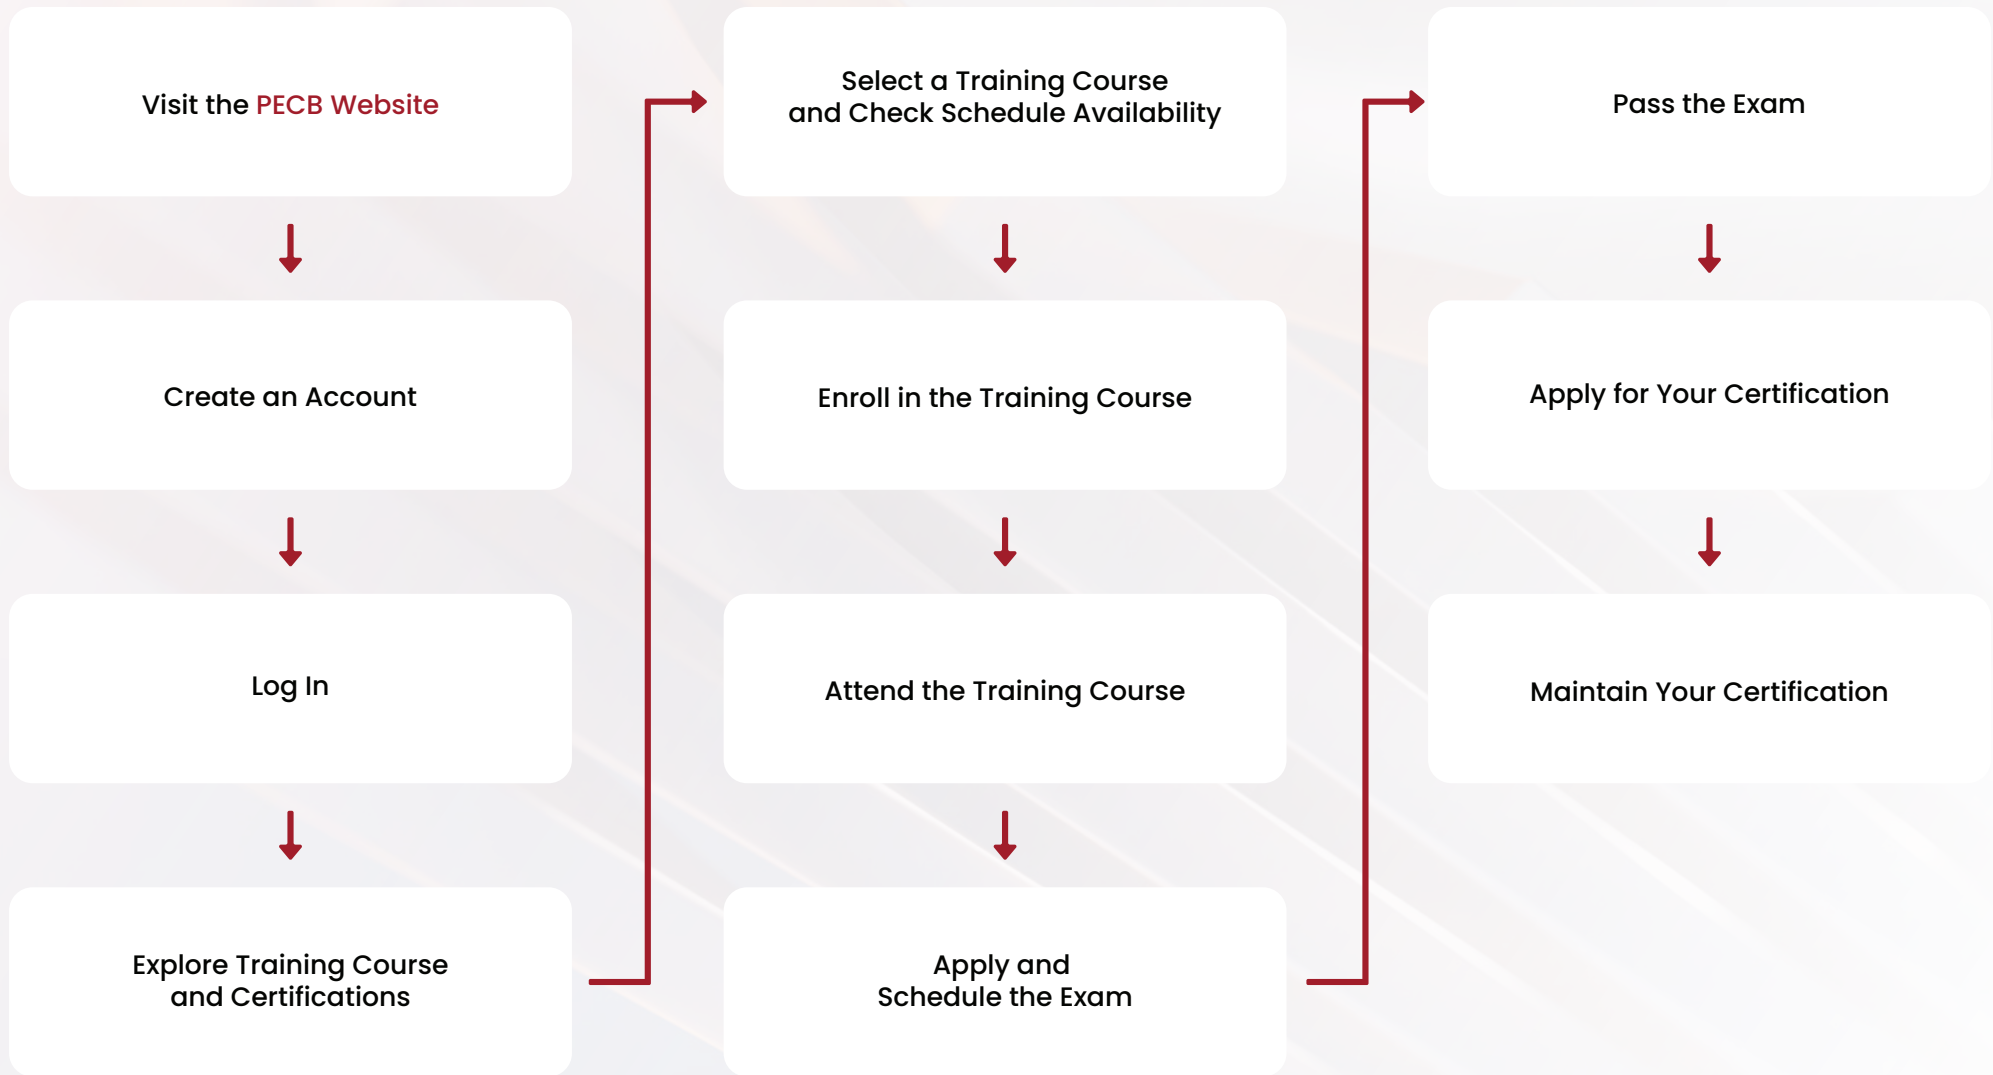 Visit the PECB Website
Create an Account
Log In
Explore Training Course
and Certifications
Select a Training Course
and Check Schedule Availability
Enroll in the Training Course
Attend the Training Course
Apply and
Schedule the Exam
Pass the Exam
Apply for Your Certification
Maintain Your Certification